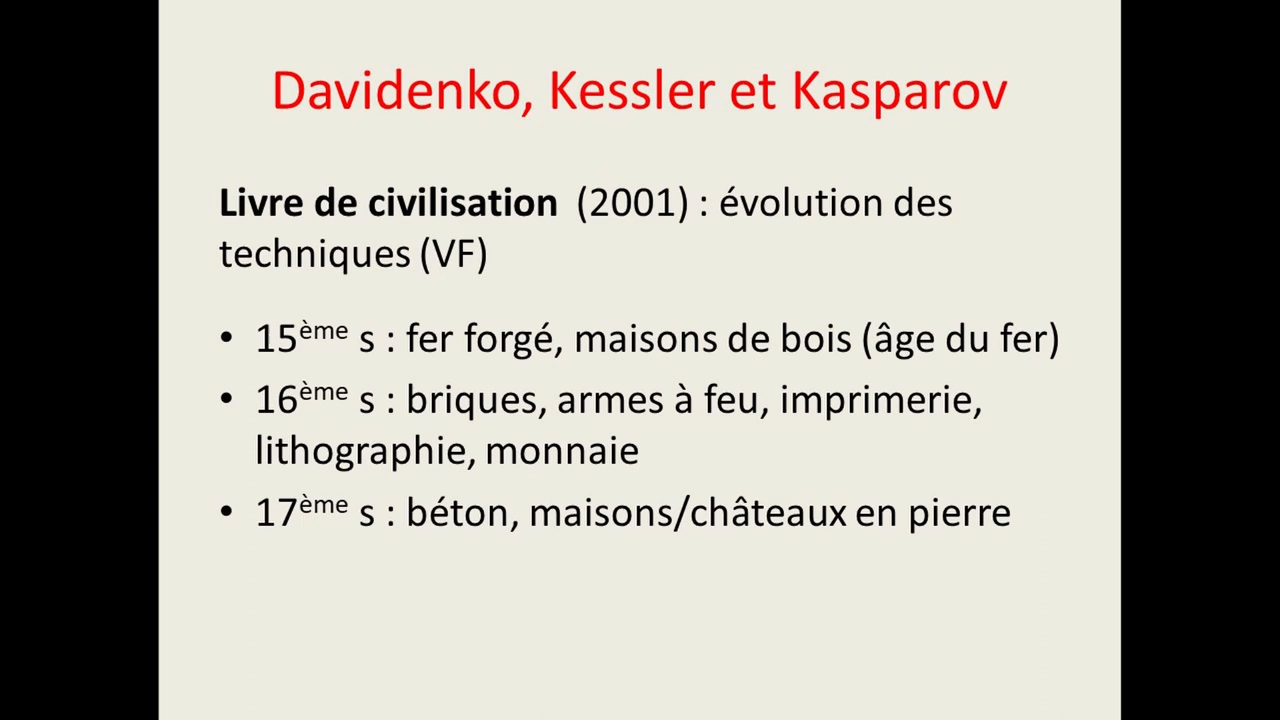 Davidenko, Kessler et Kasparov
Livre de civilisation (2001) : évolution des
techniques (VF)
• 15ème s : fer forgé, maisons de bois (âge du fer)
• 16ème s : briques, armes à feu, imprimerie,
lithographie, monnaie
• 17ème s : béton, maisons/châteaux en pierre